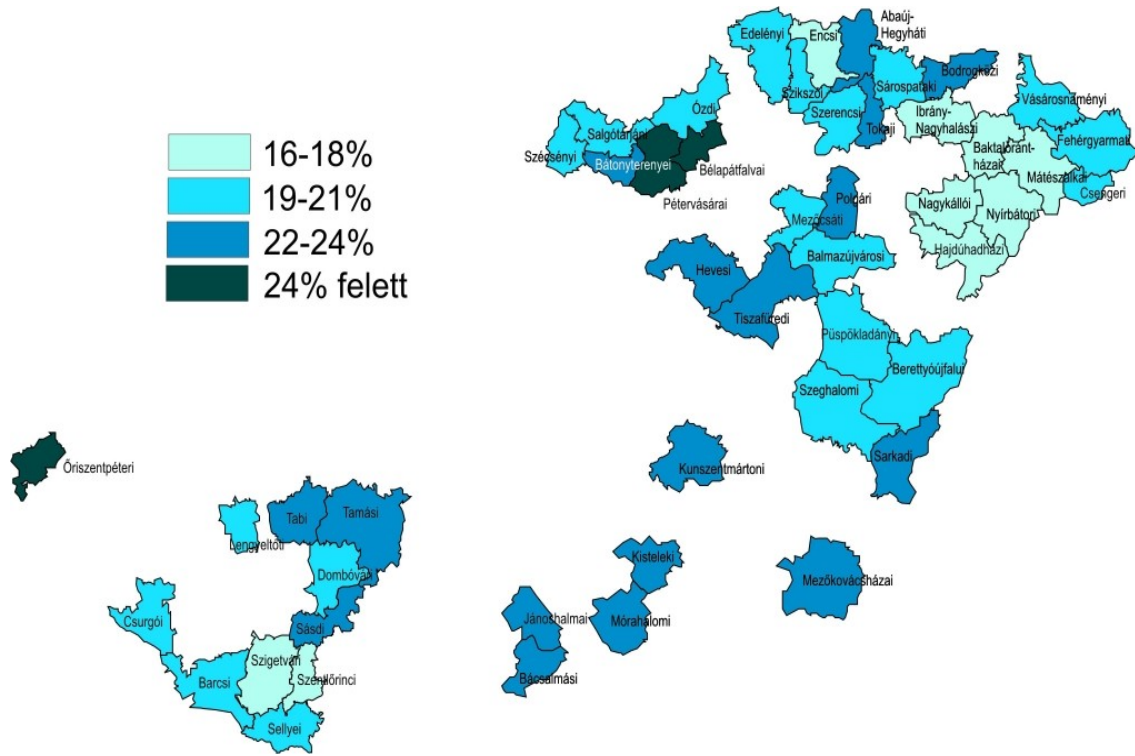 16-18%
19-21%
22-24%
24% felett
Edelényi
Encsi
Abaúj-
Hegyháti
Szikszói
Sárospataki
Bodrogközi
Ózdi
Szerencsi
Tokaji
Ibrány-
Nagyhalászi
Vásárosnaményi
Salgótarjáni
Szécsényi
Bátonyterenyei
Bélapátfalvai
Pétervásárai
Baktalóránt-
házai
Fehérgyarmati
Mátészalkai
Csengeri
Mezőcsáti
Polgári
Nagykállói
Nyírbátori
Hajdúhadházi
Balmazújvárosi
Hevesi
Tiszafüredi
Püspökladányi
Berettyóújfalui
Szeghalomi
Sarkadi
Kunszentmártoni
Őriszentpéteri
Lengyeltóti
Tabi
Tamási
Dombóvári
Kisteleki
Mezőkovácsházai
Csurgói
Sásdi
Jánoshalmai
Mórahalomi
Szigetvári
Szentlőrinci
Barcsi
Bácsalmási
Sellyei